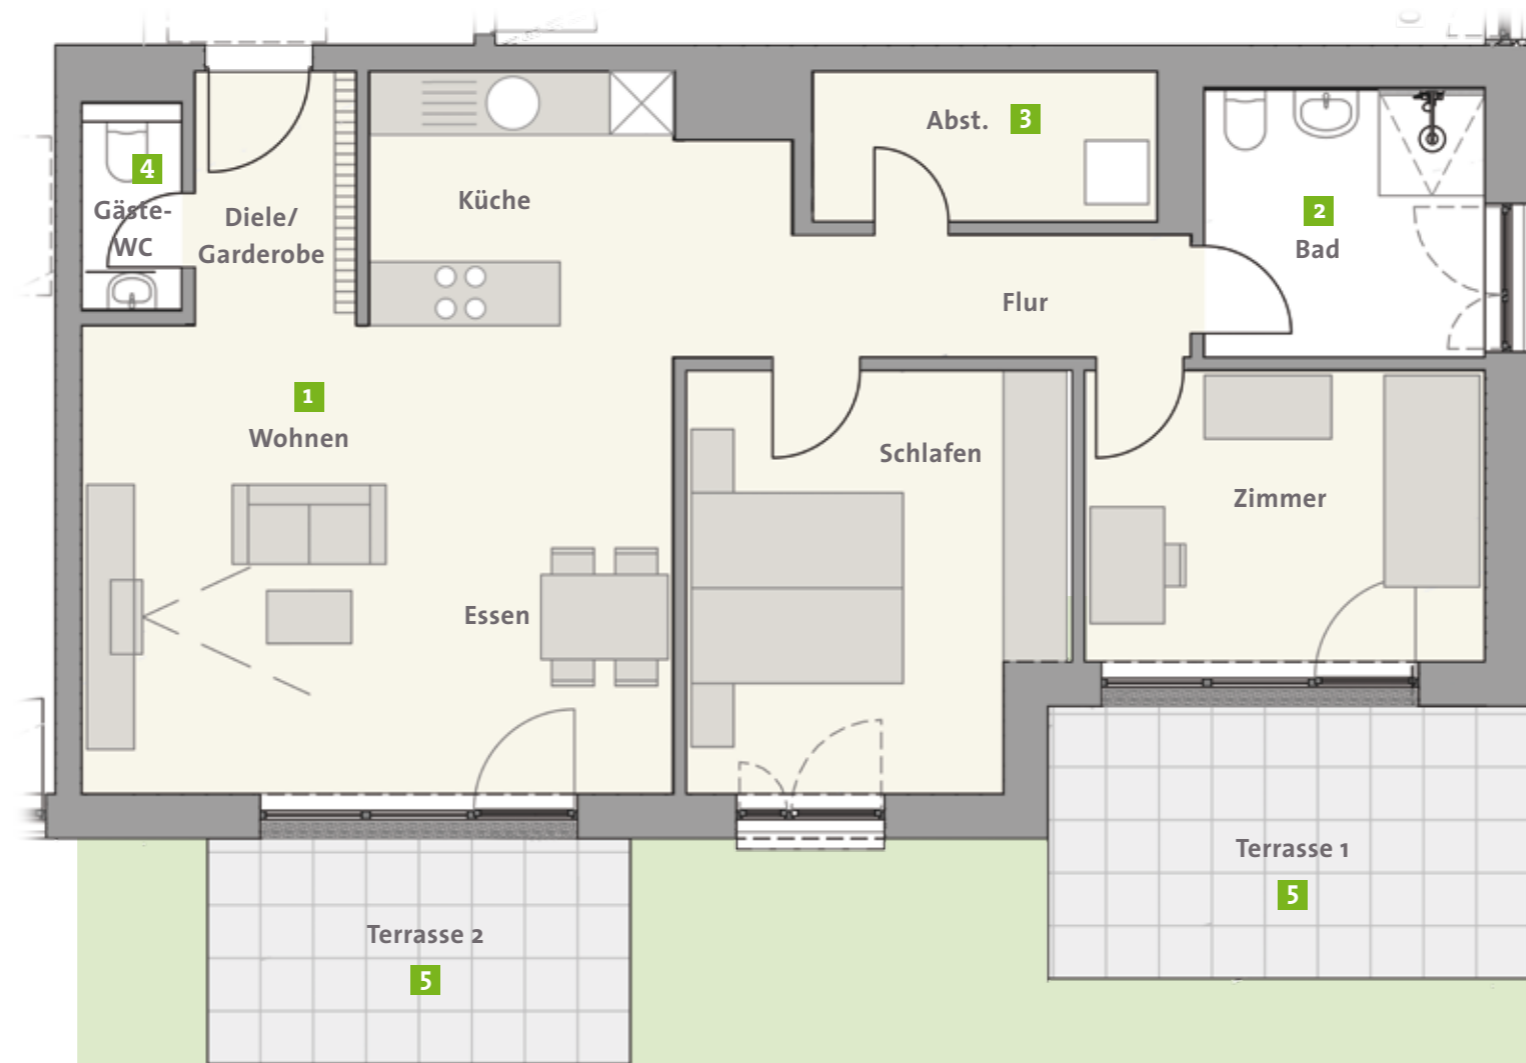 Abst. 3
4
Gäste-
WC
Diele/
Garderobe
Küche
2
Bad
Flur
1
Wohnen
Schlafen
Zimmer
Essen
Terrasse 1
5
Terrasse 2
5